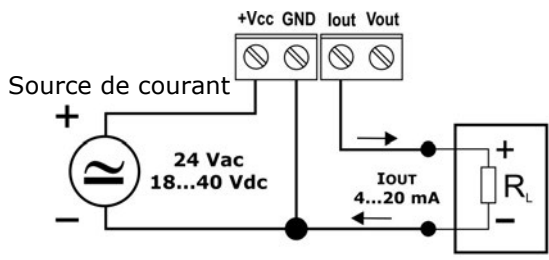 +Vcc GND Iout Vout
Source de courant
+
24 Vac
18...40 Vdc
−
IOUT
4...20 mA
+
RL
−